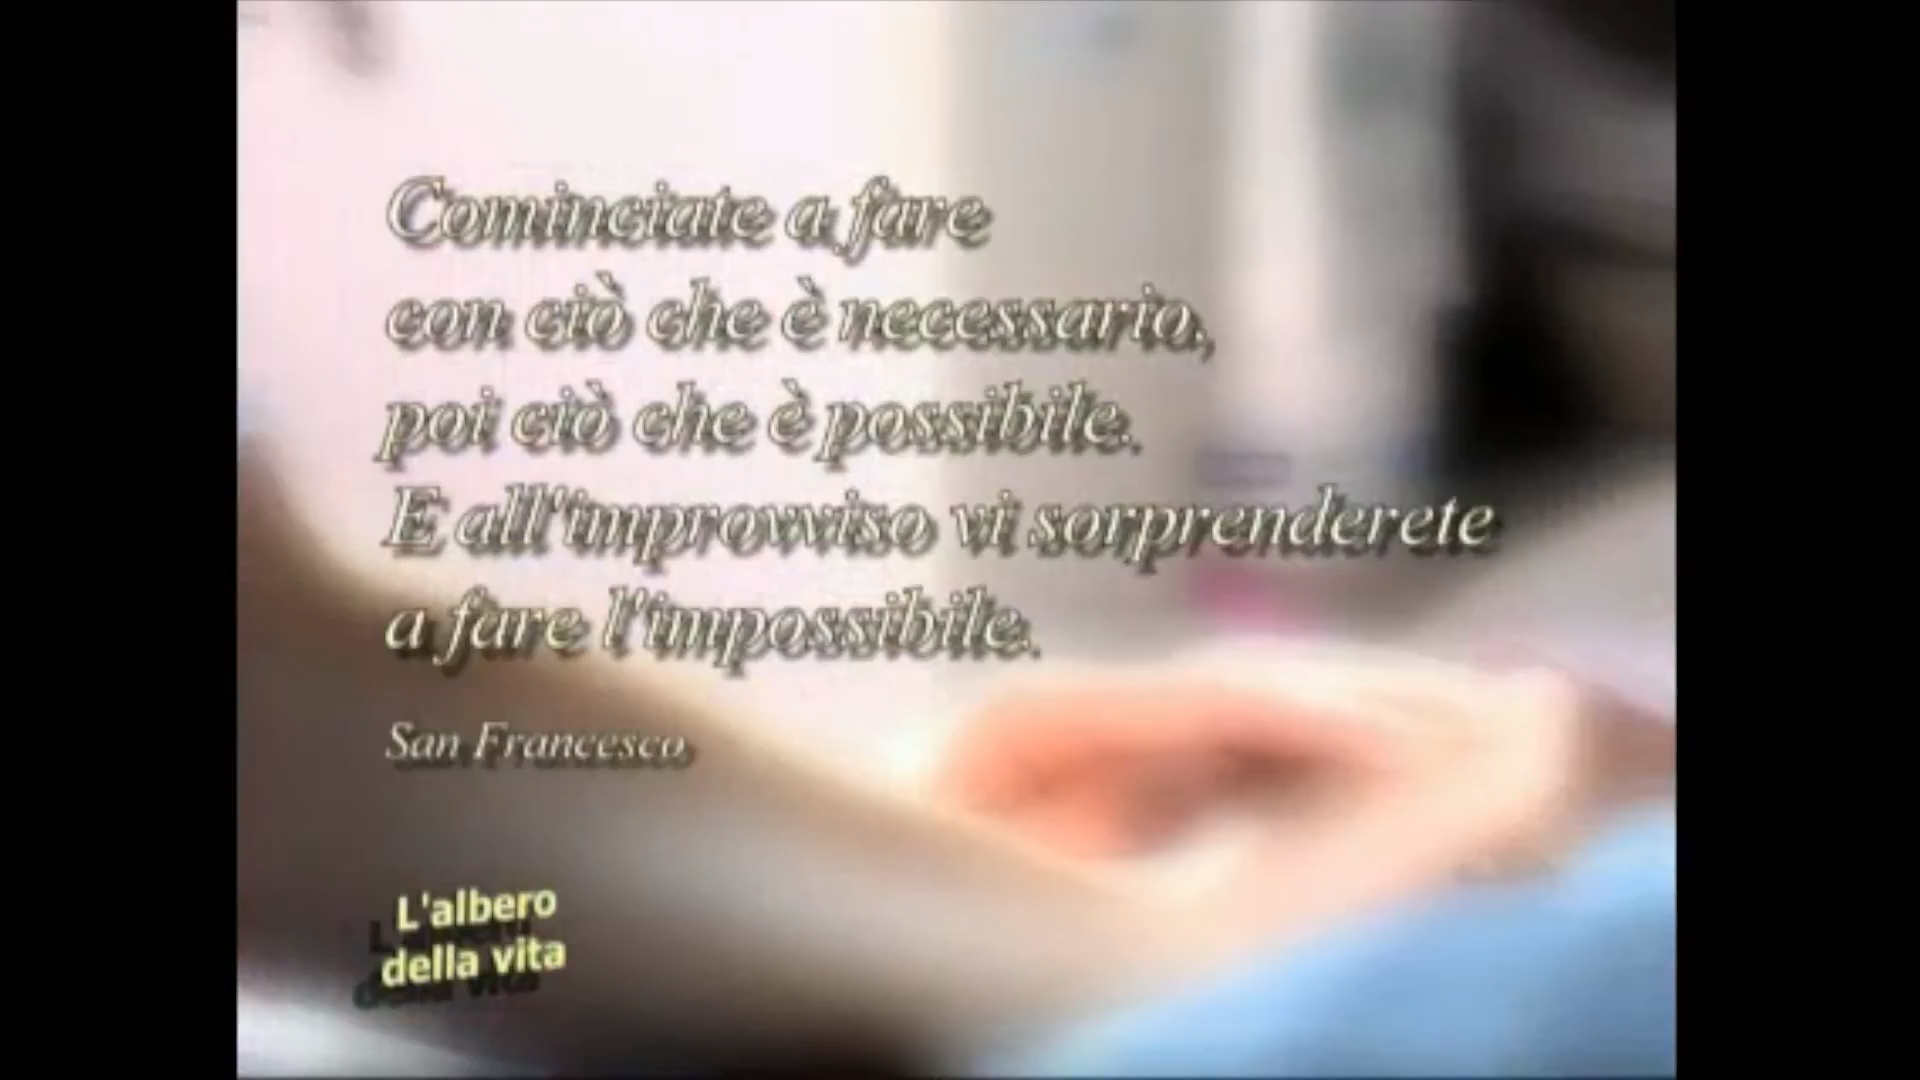 Cominciate a fare
con ciò che è necessario,
poi ciò che è possibile.
E all'improvviso vi sorprenderete
a fare l'impossibile.
San Francesco
L'albero
della vita